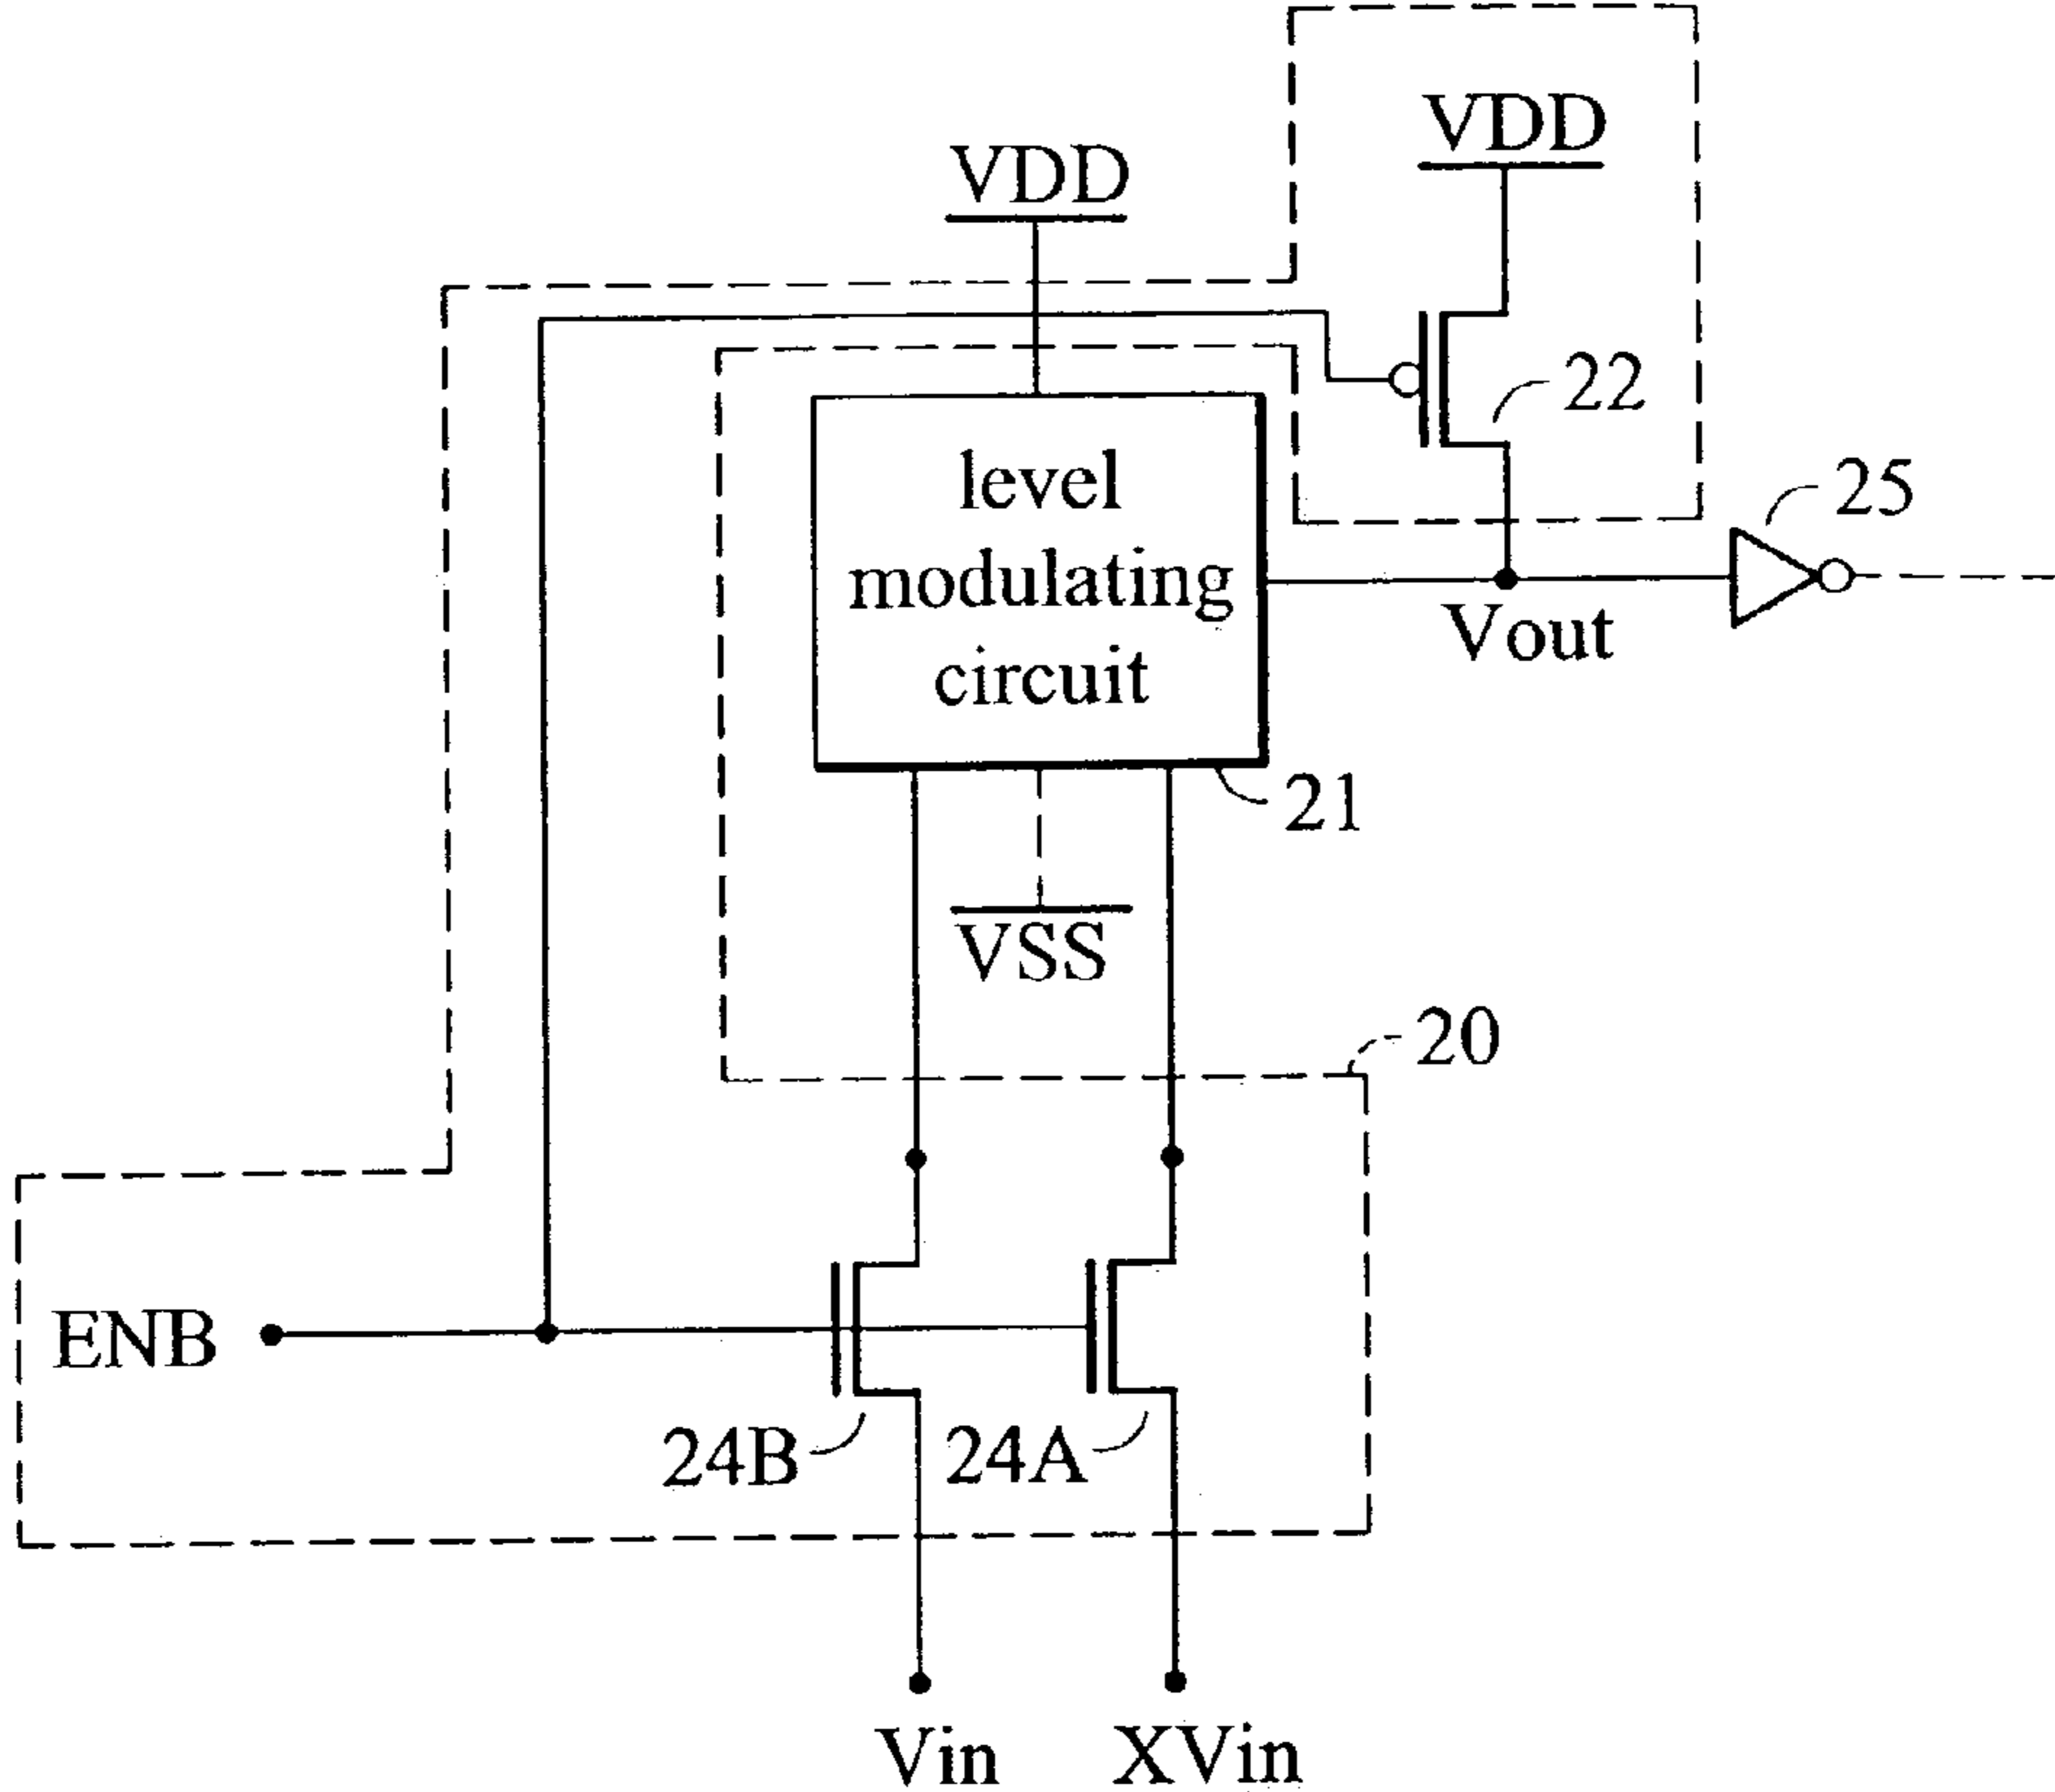 VDD
VDD
22
level
modulating
circuit
25
Vout
21
VSS
20
ENB
24B
24A
Vin
XVin